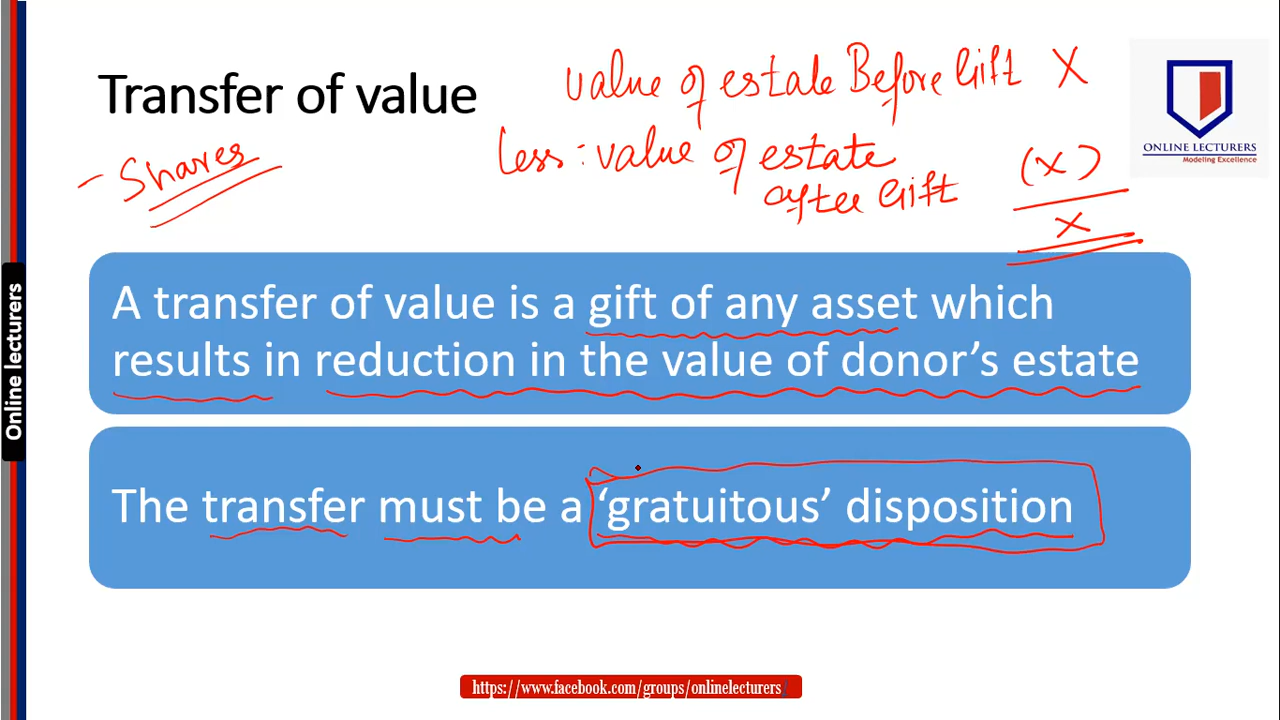 Transfer of value
value of estate Before Gift X
Less: value of estate
after Gift (X)
X
- Shares
ONLINE LECTURERS
Modeling Excellence
A transfer of value is a gift of any asset which
results in reduction in the value of donor's estate
The transfer must be a 'gratuitous' disposition
Online lecturers
https://www.facebook.com/groups/onlinelecturers/